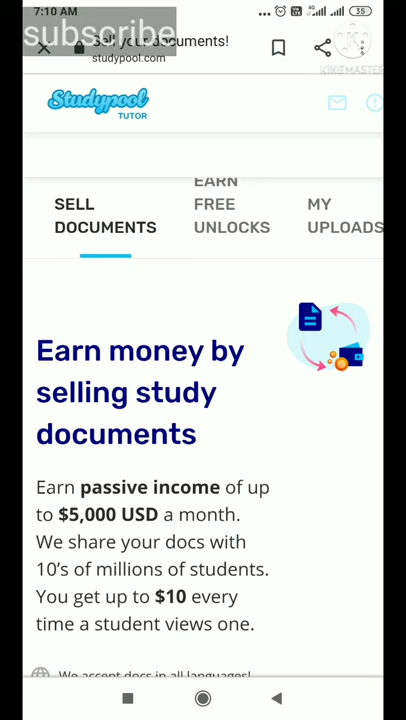 7:10 AM
4G
35
subscribe
Sell your documents!
studypool.com
KINEMASTER
Studypool
TUTOR
SELL
DOCUMENTS
EARN
FREE
UNLOCKS
MY
UPLOADS
Earn money by
selling study
documents
Earn passive income of up
to $5,000 USD a month.
We share your docs with
10's of millions of students.
You get up to $10 every
time a student views one.
We accept docs in all languages!